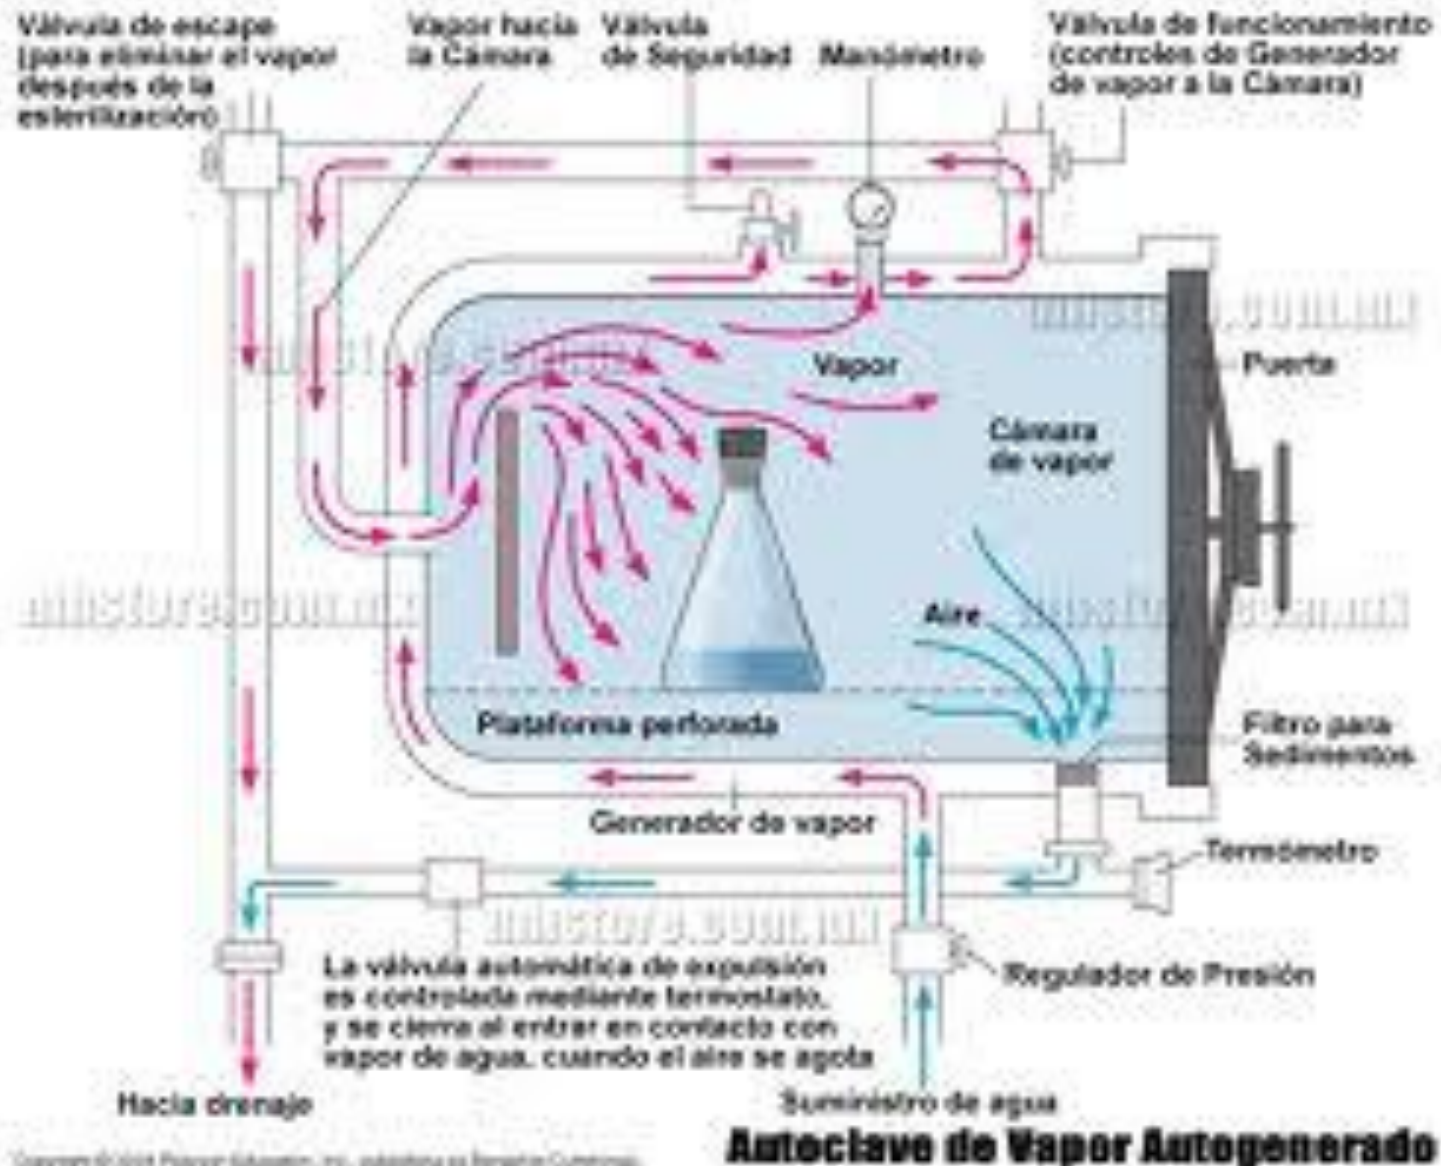 Válvula de escape
(para eliminar el vapor
después de la
esterilización)
Vapor hacia
la Cámara
Válvula
de Seguridad
Manómetro
Válvula de funcionamiento
(controles de Generador
de vapor a la Cámara)
Vapor
Puerta
Cámara
de vapor
Aire
Plataforma perforada
Filtro para
Sedimentos
Generador de vapor
Termómetro
La válvula automática de expulsión
es controlada mediante termostato,
y se cierra al entrar en contacto con
vapor de agua, cuando el aire se agota
Regulador de Presión
Hacia drenaje
Suministro de agua
Autoclave de Vapor Autogenerado